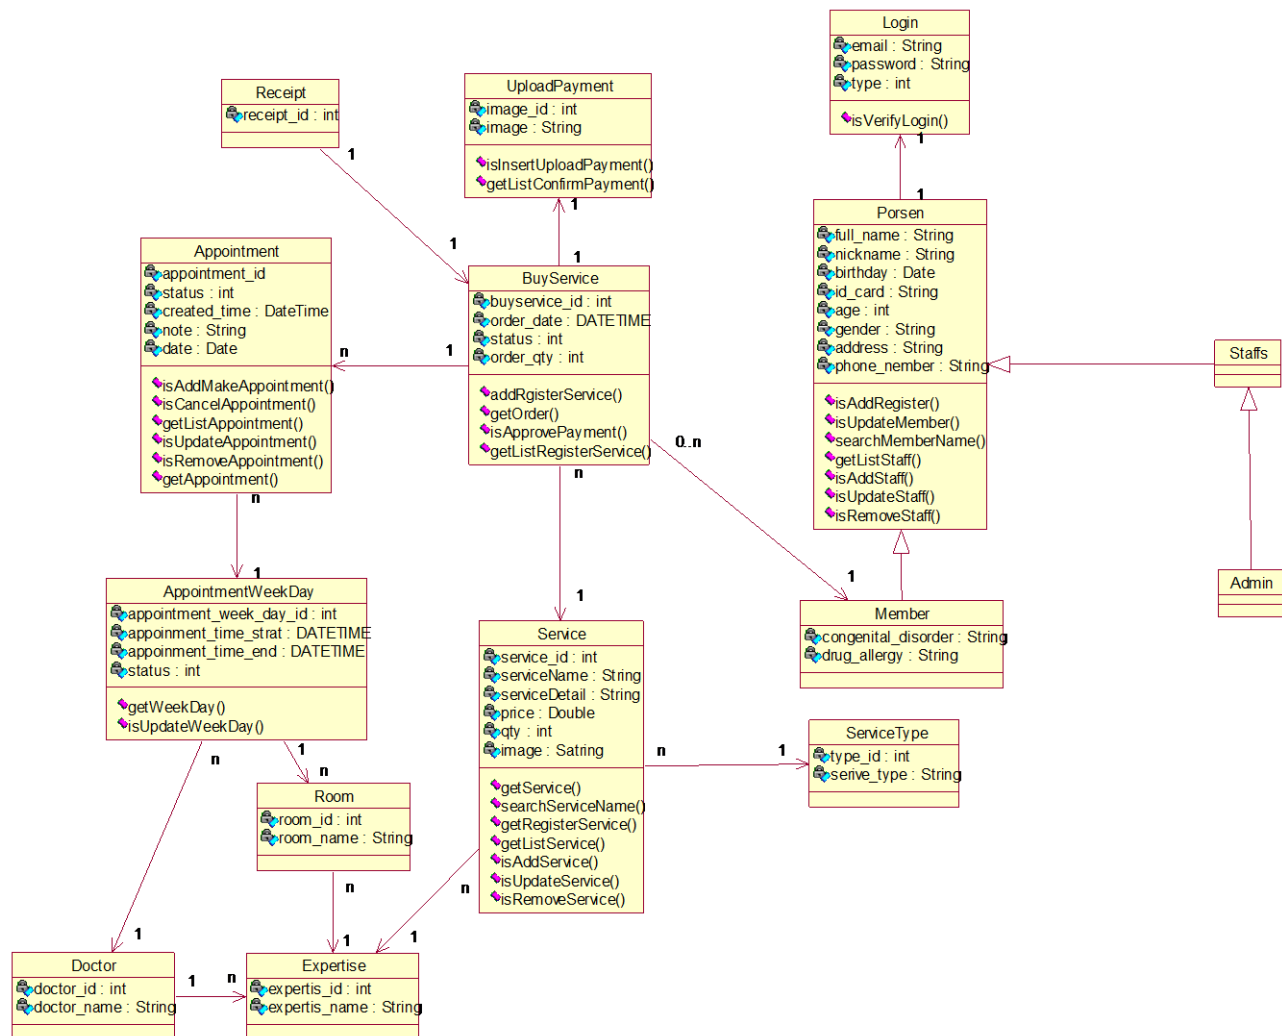 Login
email : String
password : String
type : int
isVerifyLogin()
1
1
Receipt
receipt_id : int
1
1
UploadPayment
image_id : int
image : String
isInsertUploadPayment()
getListConfirmPayment()
1
1
Porsen
full_name : String
nickname : String
birthday : Date
id_card : String
age : int
gender : String
address : String
phone_nember : String
isAddRegister()
isUpdateMember()
searchMemberName()
getListStaff()
isAddStaff()
isUpdateStaff()
isRemoveStaff()
Appointment
appointment_id
status : int
created_time : DateTime
note : String
date : Date
isAddMakeAppointment()
isCancelAppointment()
getListAppointment()
isUpdateAppointment()
isRemoveAppointment()
getAppointment()
n
1
BuyService
buyservice_id : int
order_date : DATETIME
status : int
order_qty : int
addRgisterService()
getOrder()
isApprovePayment()
getListRegisterService()
0..n
1
n
1
Staffs
Admin
n
1
AppointmentWeekDay
appointment_week_day_id : int
appoinment_time_strat : DATETIME
appoinment_time_end : DATETIME
status : int
getWeekDay()
isUpdateWeekDay()
n
1
1
n
Member
congenital_disorder : String
drug_allergy : String
Service
service_id : int
serviceName : String
serviceDetail : String
price : Double
qty : int
image : Satring
getService()
searchServiceName()
getRegisterService()
getListService()
isAddService()
isUpdateService()
isRemoveService()
n
1
ServiceType
type_id : int
serive_type : String
Room
room_id : int
room_name : String
n
1
n
1
Doctor
doctor_id : int
doctor_name : String
1
n
Expertise
expertis_id : int
expertis_name : String